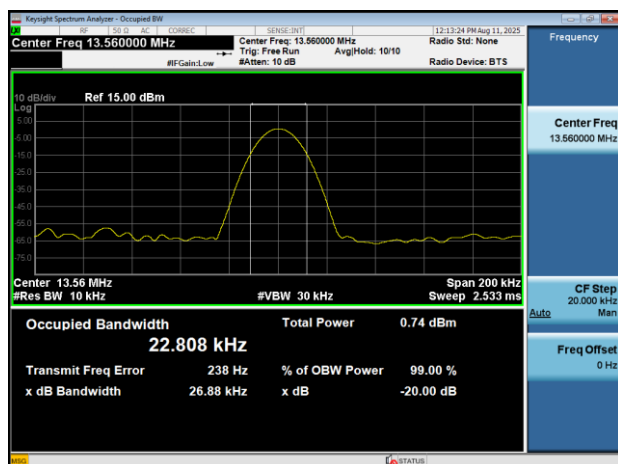 Keysight Spectrum Analyzer - Occupied BW
RF 50 Ω AC CORREC SENSE:INT 12:13:24 PM Aug 11, 2025
Center Freq 13.560000 MHz Center Freq: 13.560000 MHz Radio Std: None Frequency
Trig: Free Run Avg|Hold: 10/10
#IFGain:Low #Atten: 10 dB Radio Device: BTS
10 dB/div Ref 15.00 dBm
Log
5.00
-5.00
-15.0
-25.0
-35.0
-45.0
-55.0
-65.0
-75.0
Center 13.56 MHz Span 200 kHz
#Res BW 10 kHz #VBW 30 kHz Sweep 2.533 ms
Occupied Bandwidth Total Power 0.74 dBm
22.808 kHz
Transmit Freq Error 238 Hz % of OBW Power 99.00 %
x dB Bandwidth 26.88 kHz x dB -20.00 dB
Center Freq
13.560000 MHz
CF Step
20.000 kHz
Auto Man
Freq Offset
0 Hz
MSG STATUS